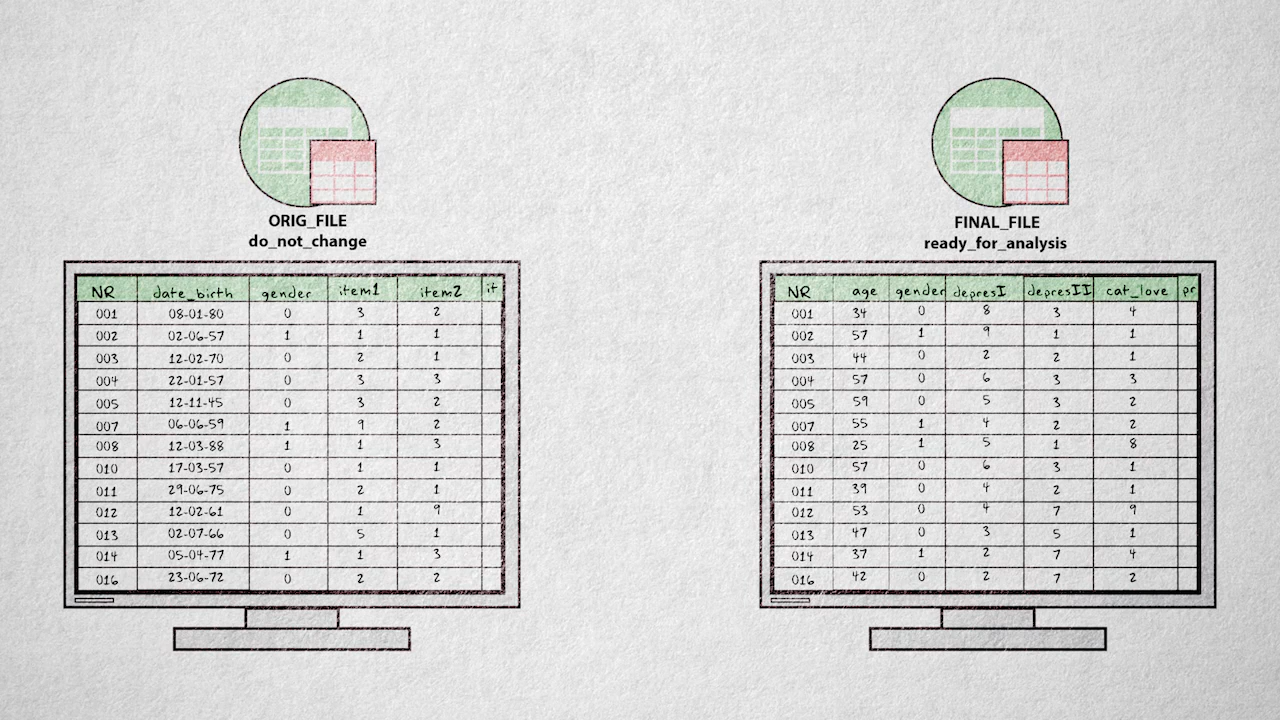 ORIG_FILE
do_not_change
NR date_birth gender item1 item2 it
001 08-01-80 0 3 2
002 02-06-57 1 1 1
003 12-02-70 0 2 1
004 22-01-57 0 3 3
005 12-11-45 0 3 2
007 06-06-59 1 9 2
008 12-03-88 1 1 3
010 17-03-57 0 1 1
011 29-06-75 0 2 1
012 12-02-61 0 1 9
013 02-07-66 0 5 1
014 05-04-77 1 1 3
016 23-06-72 0 2 2
FINAL_FILE
ready_for_analysis
NR age gender depresI depresII cat_love pr
001 34 0 8 3 4
002 57 1 9 1 1
003 44 0 2 2 1
004 57 0 6 3 3
005 59 0 5 3 2
007 55 1 4 2 2
008 25 1 5 1 8
010 57 0 6 3 1
011 39 0 4 2 1
012 53 0 4 7 9
013 47 0 3 5 1
014 37 1 2 7 4
016 42 0 2 7 2